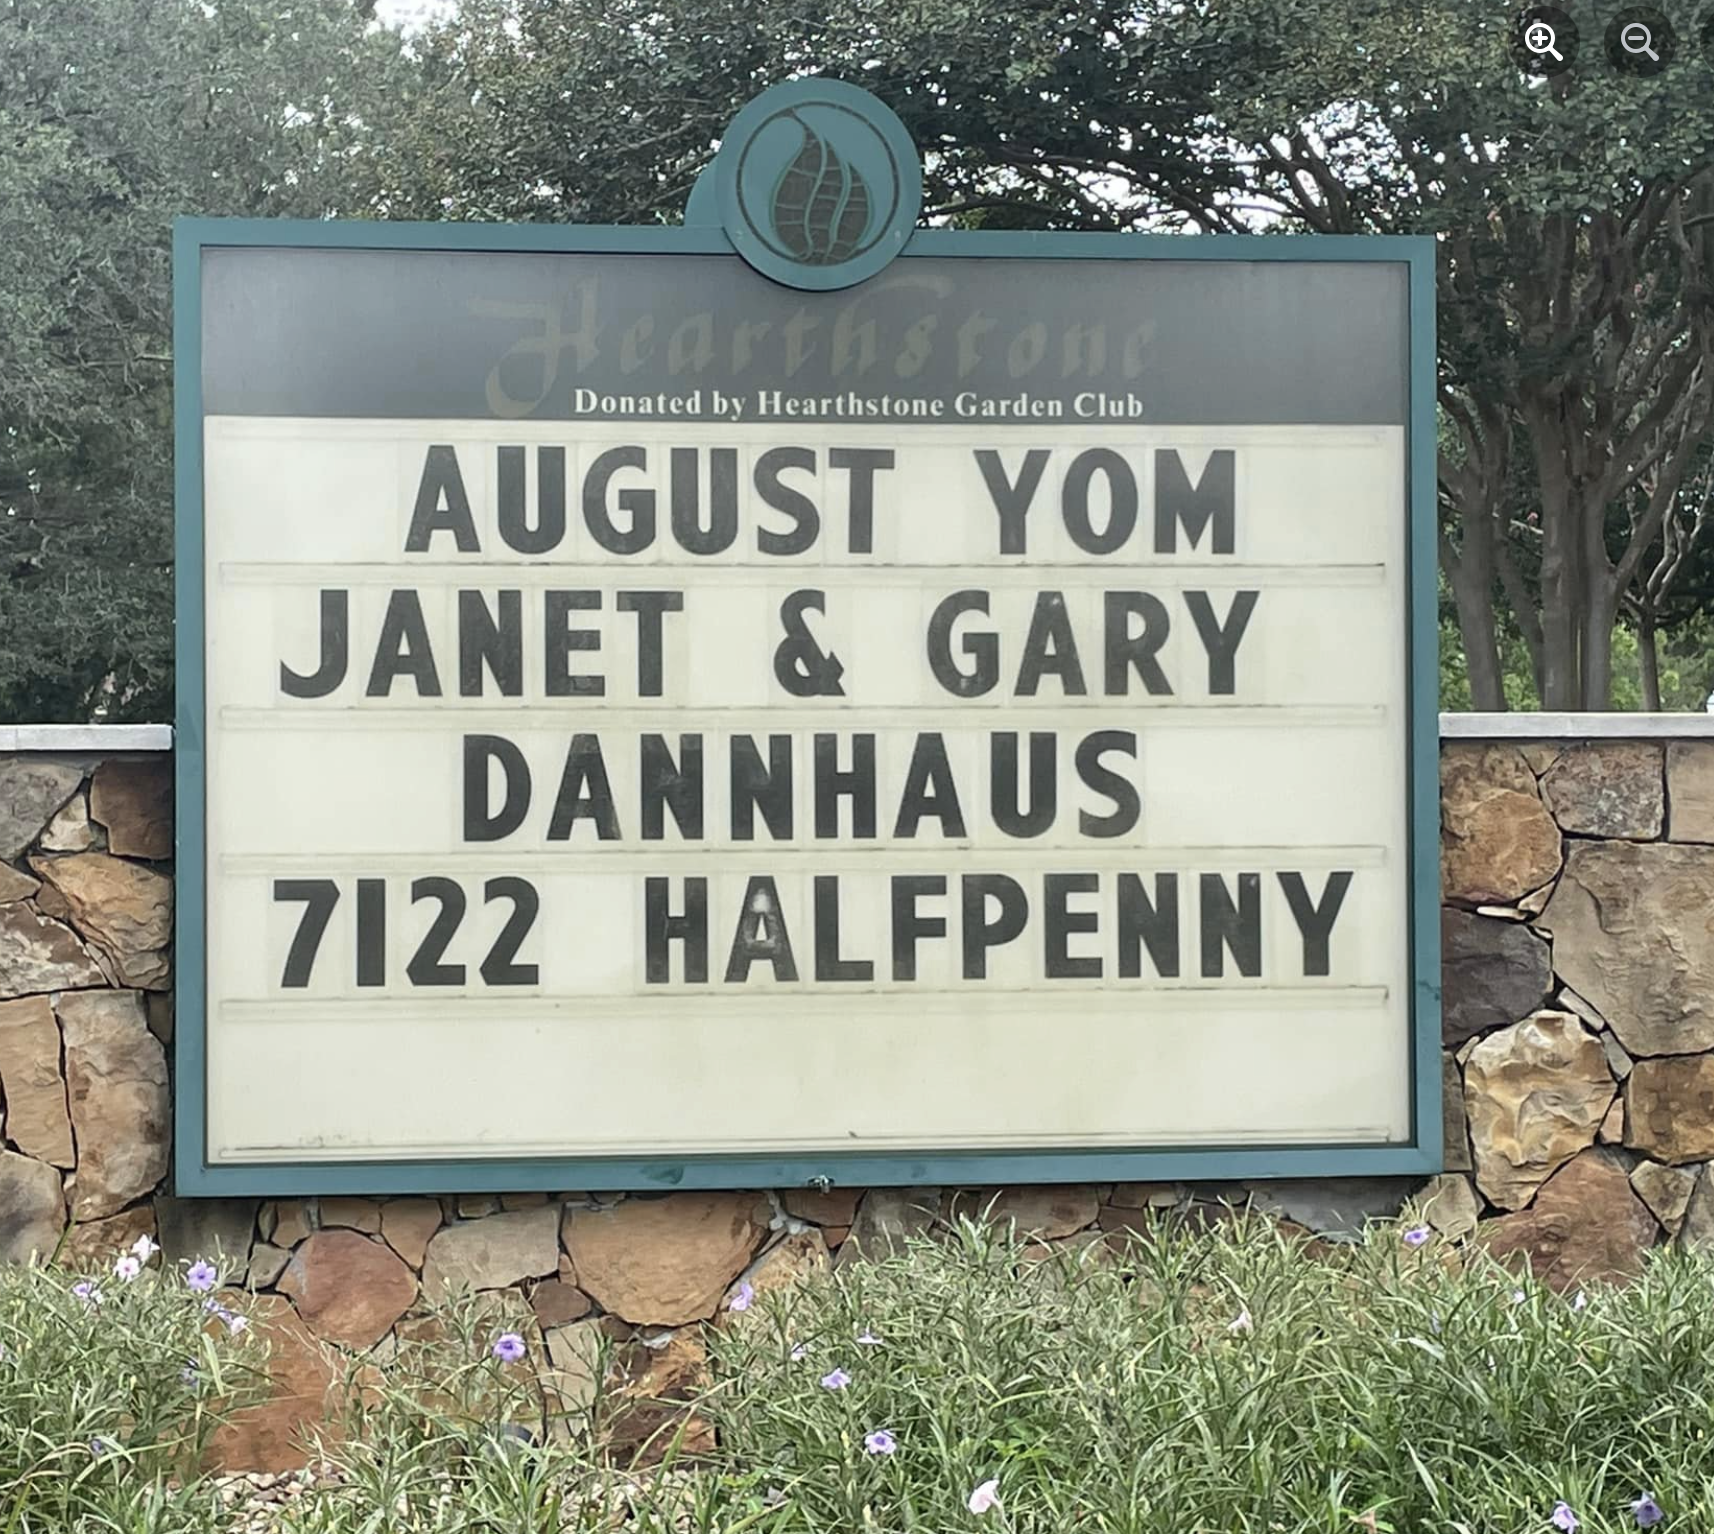 Hearthstone
Donated by Hearthstone Garden Club
AUGUST YOM
JANET & GARY
DANNHAUS
7122 HALFPENNY